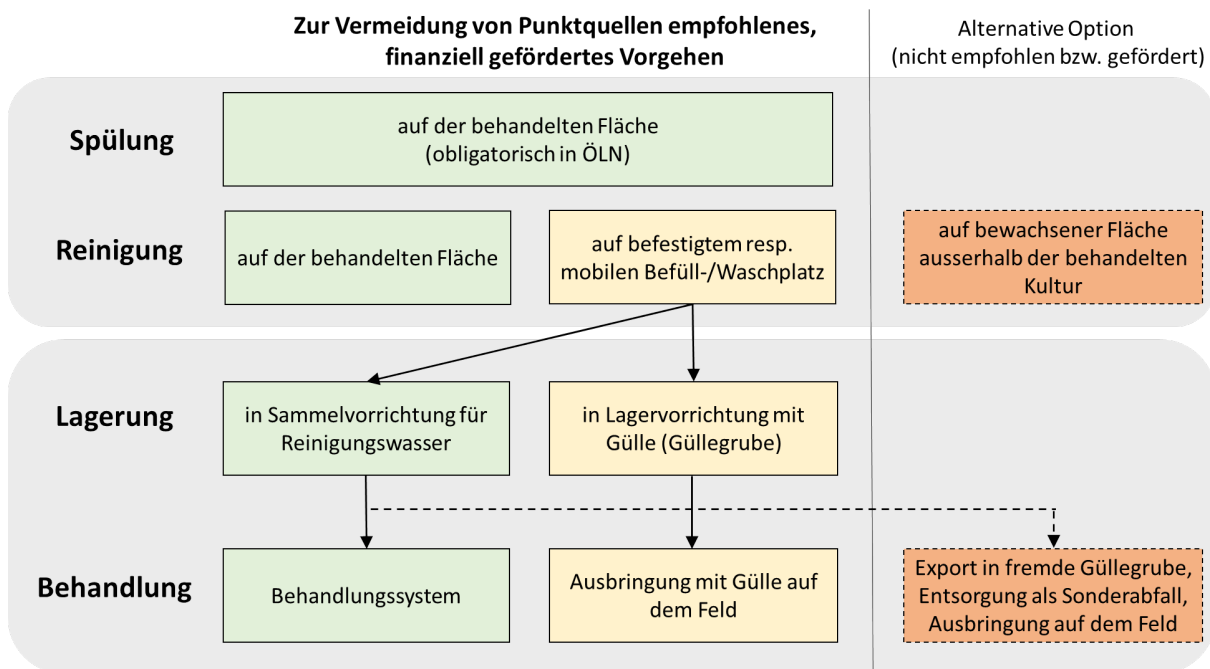 Zur Vermeidung von Punktquellen empfohlenes,
finanziell gefördertes Vorgehen
Alternative Option
(nicht empfohlen bzw. gefördert)
Spülung
auf der behandelten Fläche
(obligatorisch in ÖLN)
Reinigung
auf der behandelten Fläche
auf befestigtem resp.
mobilen Befüll-/Waschplatz
auf bewachsener Fläche
ausserhalb der behandelten
Kultur
Lagerung
in Sammelvorrichtung für
Reinigungswasser
in Lagervorrichtung mit
Gülle (Güllegrube)
Behandlung
Behandlungssystem
Ausbringung mit Gülle auf
dem Feld
Export in fremde Güllegrube,
Entsorgung als Sonderabfall,
Ausbringung auf dem Feld